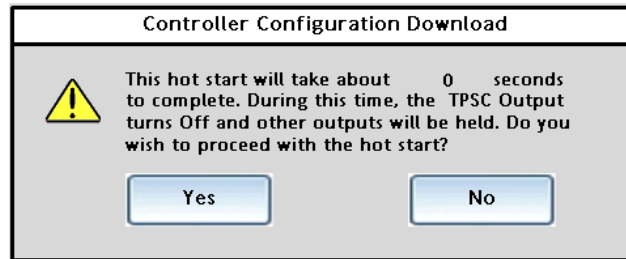 Controller Configuration Download
This hot start will take about 0 seconds
to complete. During this time, the TPSC Output
turns Off and other outputs will be held. Do you
wish to proceed with the hot start?
Yes No